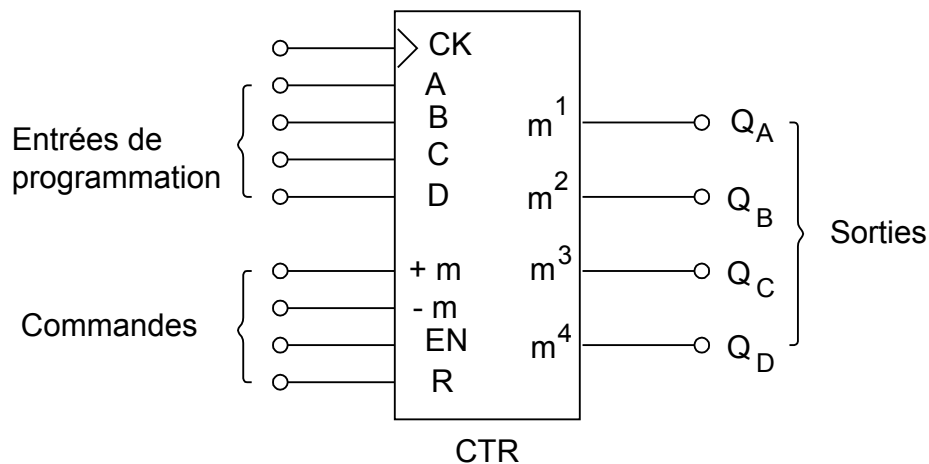 CK
Entrées de
programmation
A
B
C
D
Commandes
+ m
- m
EN
R
m¹
m²
m³
m⁴
Q_A
Q_B
Q_C
Q_D
Sorties
CTR